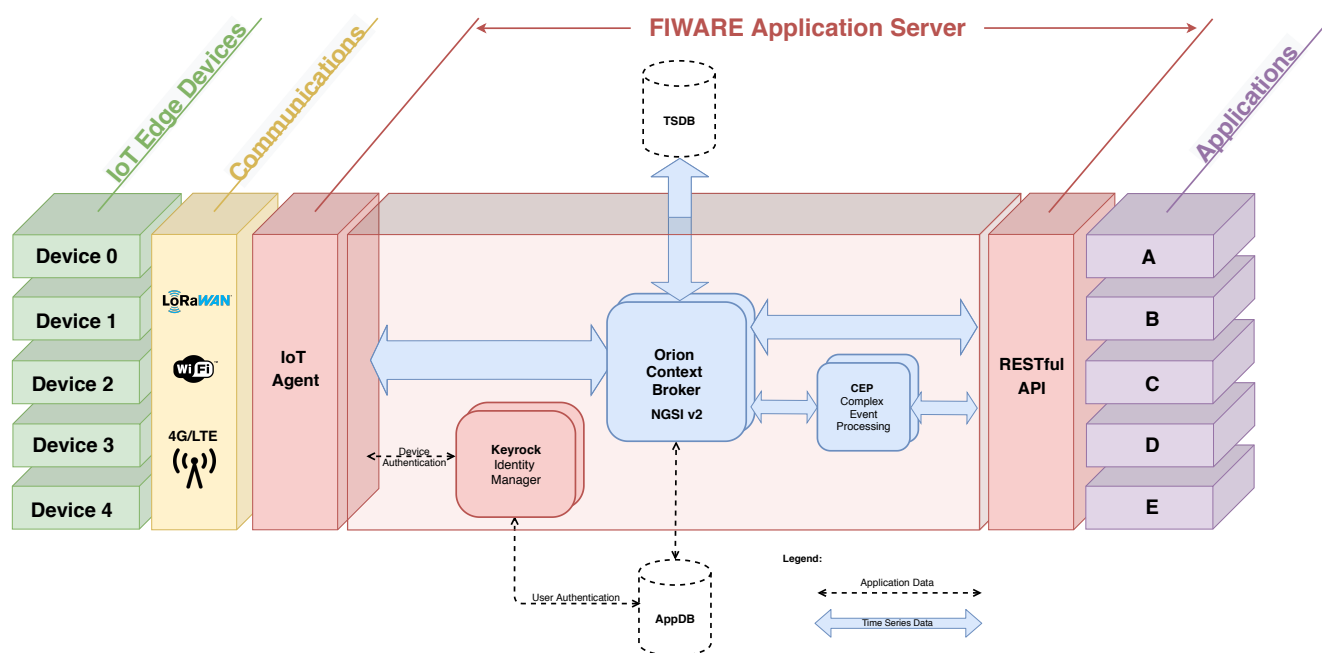 IoT Edge Devices
Communications
FIWARE Application Server
Applications
TSDB
Device 0
Device 1
Device 2
Device 3
Device 4
LoRaWAN
WiFi™
4G/LTE
IoT
Agent
Orion
Context
Broker
NGSI v2
CEP
Complex
Event
Processing
Keyrock
Identity
Manager
Device
Authentication
User Authentication
AppDB
RESTful
API
A
B
C
D
E
Legend:
Application Data
Time Series Data